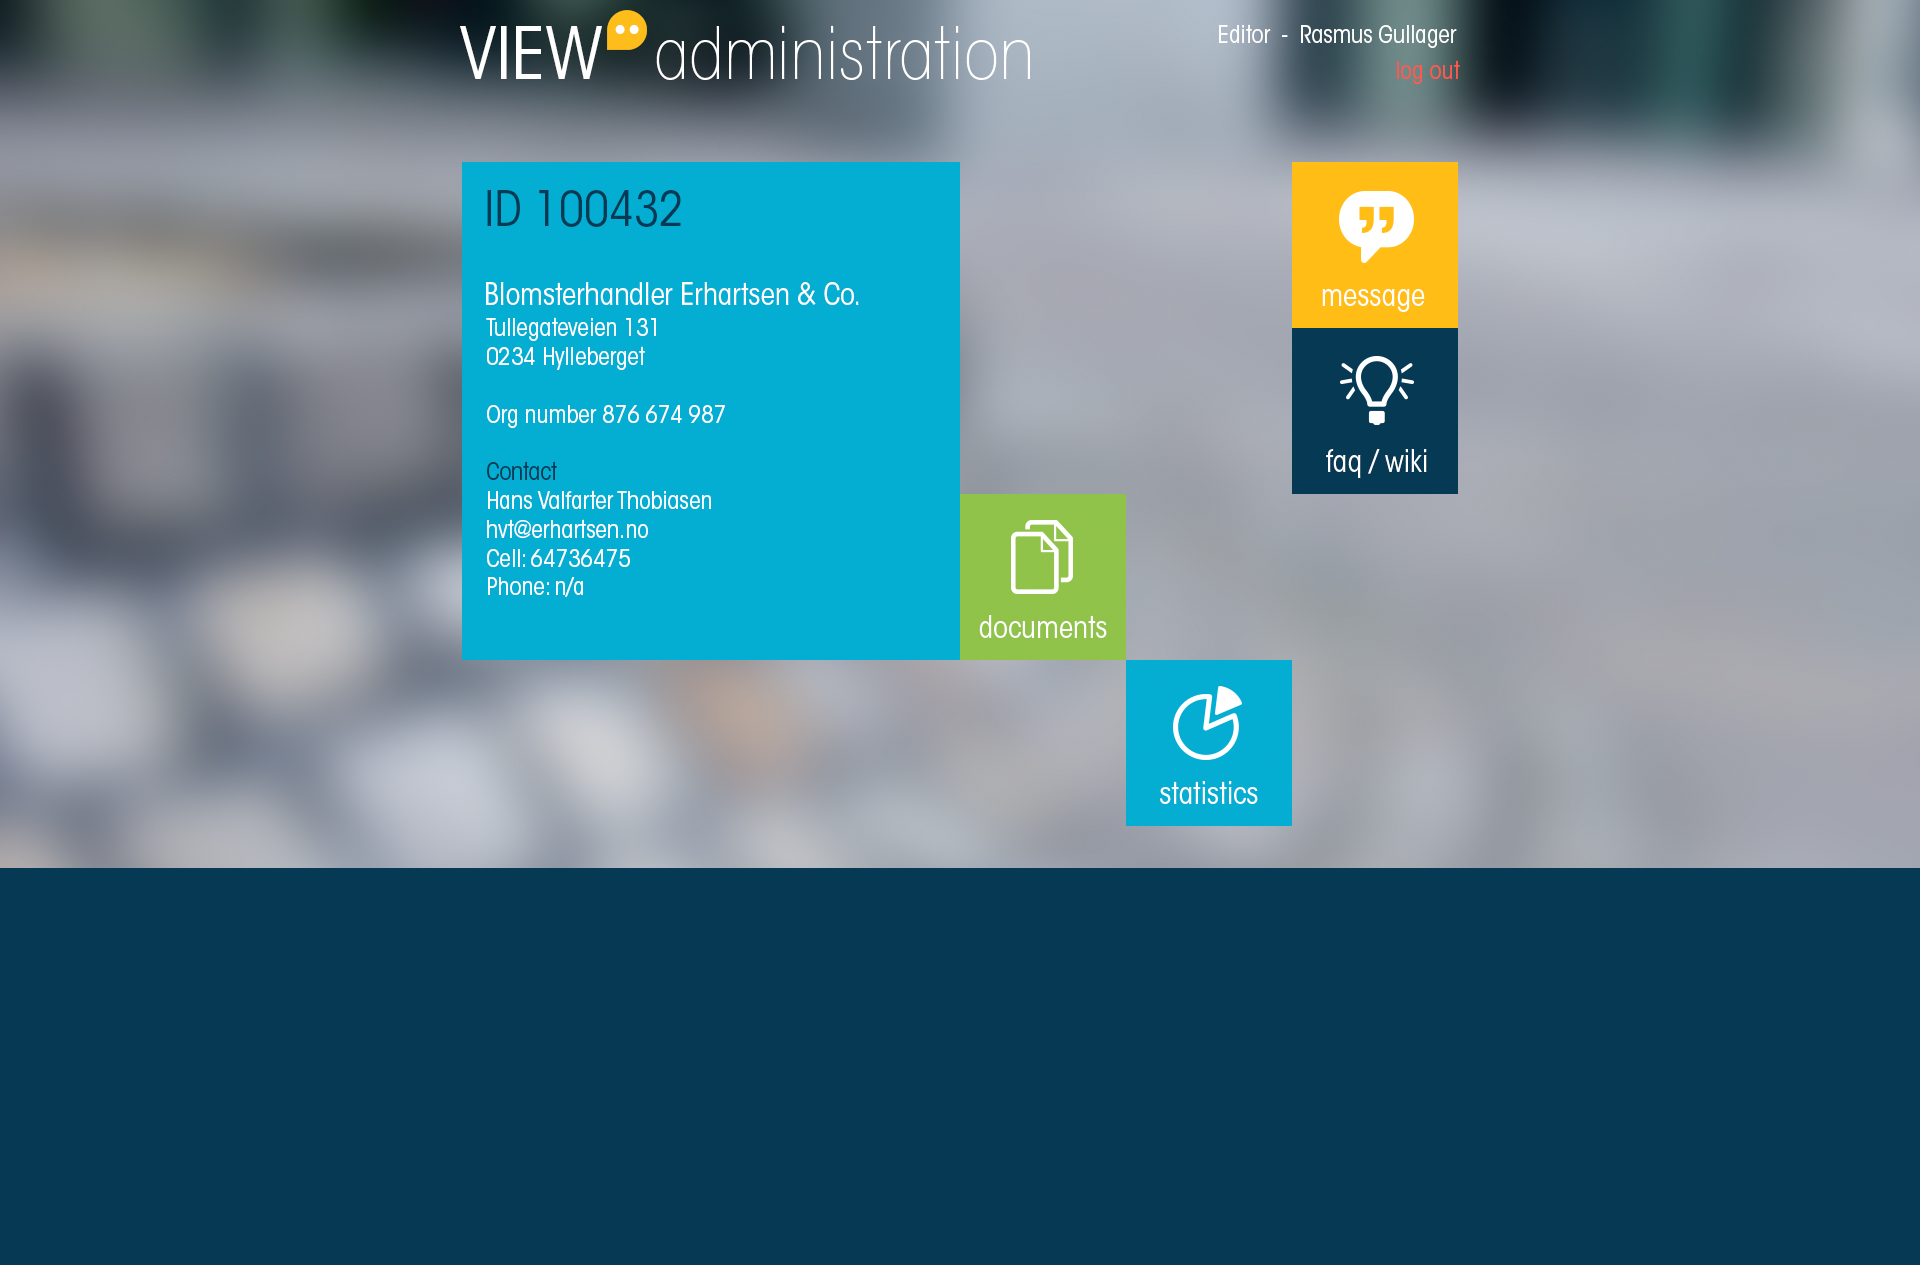 VIEW administration
Editor - Rasmus Gullager
log out
ID 100432
Blomsterhandler Erhartsen & Co.
Tullegateveien 131
0234 Hylleberget
Org number 876 674 987
Contact
Hans Valfarter Thobiasen
hvt@erhartsen.no
Cell: 64736475
Phone: n/a
message
faq / wiki
documents
statistics